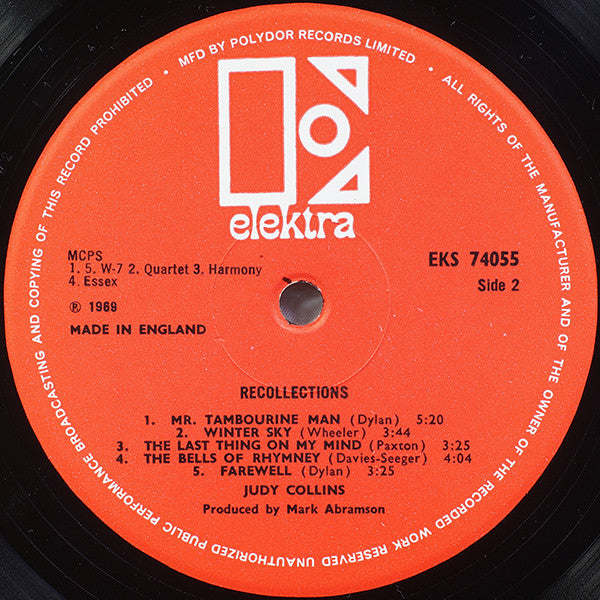 MFD BY POLYDOR RECORDS LIMITED · ALL RIGHTS OF THE MANUFACTURER AND OF THE OWNER OF THE RECORDED WORK RESERVED UNAUTHORIZED PUBLIC PERFORMANCE BROADCASTING AND COPYING OF THIS RECORD PROHIBITED ·
elektra
MCPS
1. 5. W-7 2. Quartet 3. Harmony
4. Essex
℗ 1969
MADE IN ENGLAND
EKS 74055
Side 2
RECOLLECTIONS
1. MR. TAMBOURINE MAN (Dylan) 5:20
2. WINTER SKY (Wheeler) 3:44
3. THE LAST THING ON MY MIND (Paxton) 3:25
4. THE BELLS OF RHYMNEY (Davies-Seeger) 4:04
5. FAREWELL (Dylan) 3:25
JUDY COLLINS
Produced by Mark Abramson